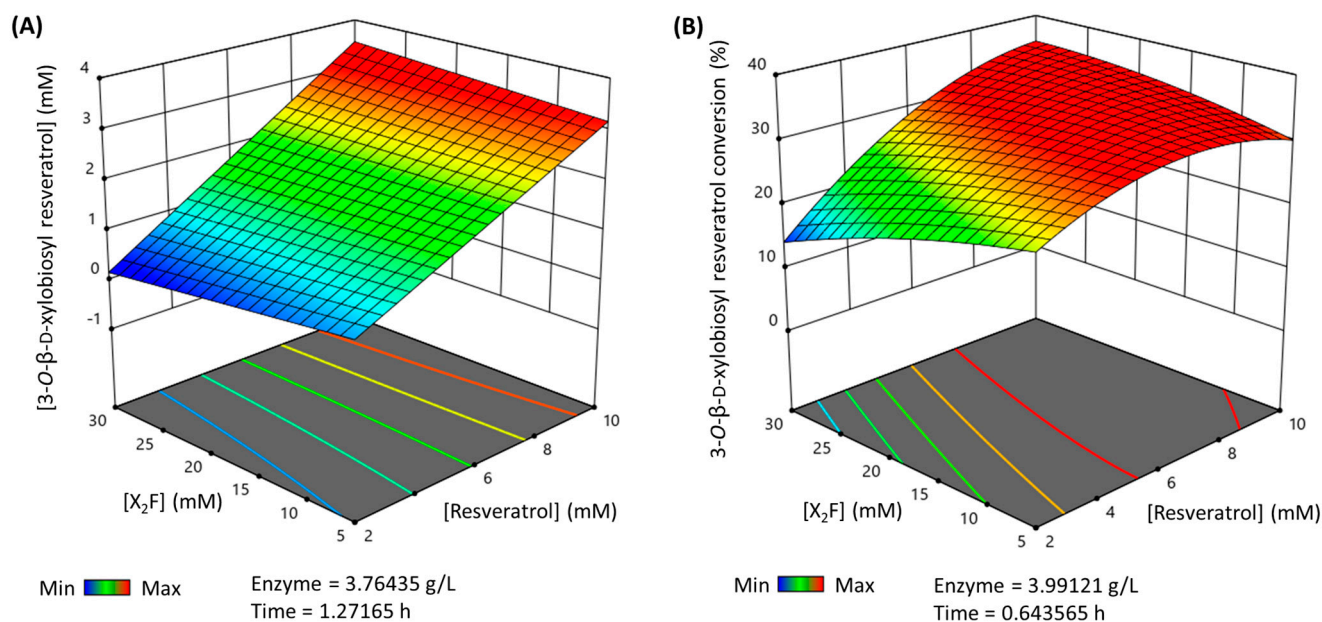 (A)
[3-O-β-D-xylobiosyl resveratrol] (mM)
4
3
2
1
0
-1
30
25
20
15
10
5
2
6
8
10
[X₂F] (mM)
[Resveratrol] (mM)
Min
Max
Enzyme = 3.76435 g/L
Time = 1.27165 h
(B)
3-O-β-D-xylobiosyl resveratrol conversion (%)
40
30
20
10
0
30
25
20
15
10
5
2
4
6
8
10
[X₂F] (mM)
[Resveratrol] (mM)
Min
Max
Enzyme = 3.99121 g/L
Time = 0.643565 h